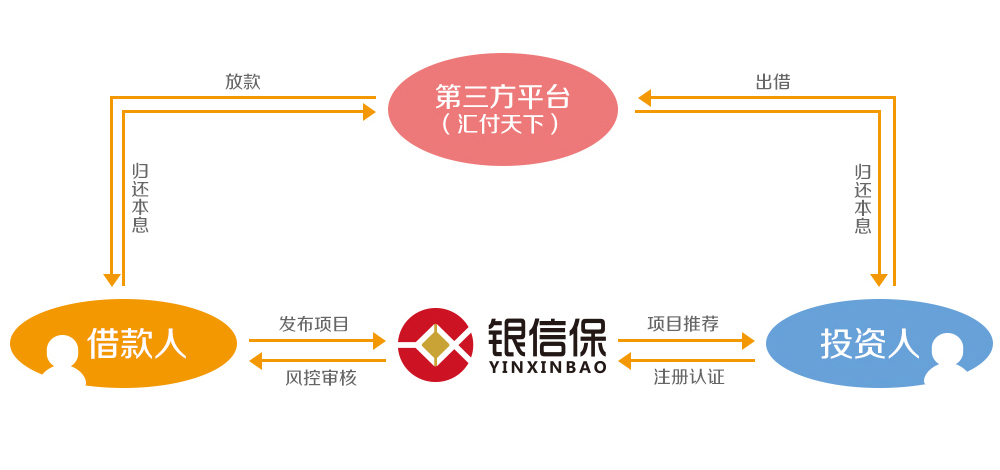 放款
第三方平台
（汇付天下）
出借
归还本息
归还本息
借款人
发布项目
风控审核
银信保
YINXINBAO
项目推荐
注册认证
投资人